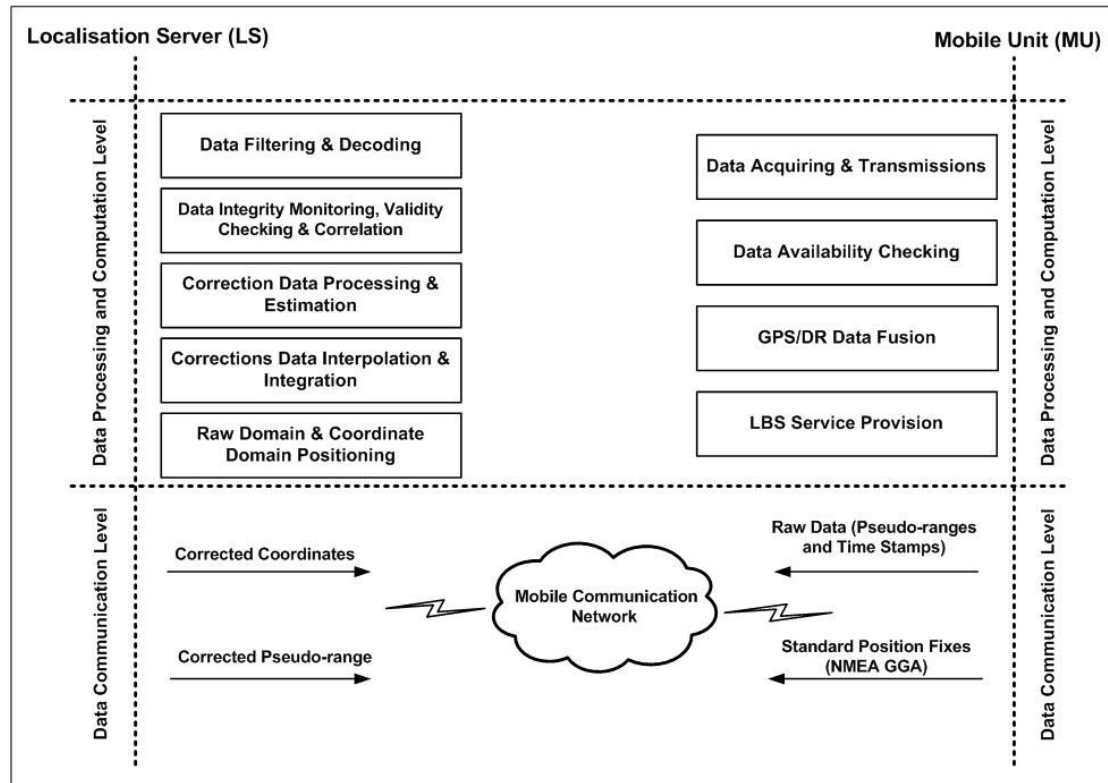 Localisation Server (LS)
Mobile Unit (MU)
Data Processing and Computation Level
Data Filtering & Decoding
Data Integrity Monitoring, Validity
Checking & Correlation
Correction Data Processing &
Estimation
Corrections Data Interpolation &
Integration
Raw Domain & Coordinate
Domain Positioning
Data Acquiring & Transmissions
Data Availability Checking
GPS/DR Data Fusion
LBS Service Provision
Data Processing and Computation Level
Data Communication Level
Corrected Coordinates
Corrected Pseudo-range
Mobile Communication
Network
Raw Data (Pseudo-ranges
and Time Stamps)
Standard Position Fixes
(NMEA GGA)
Data Communication Level